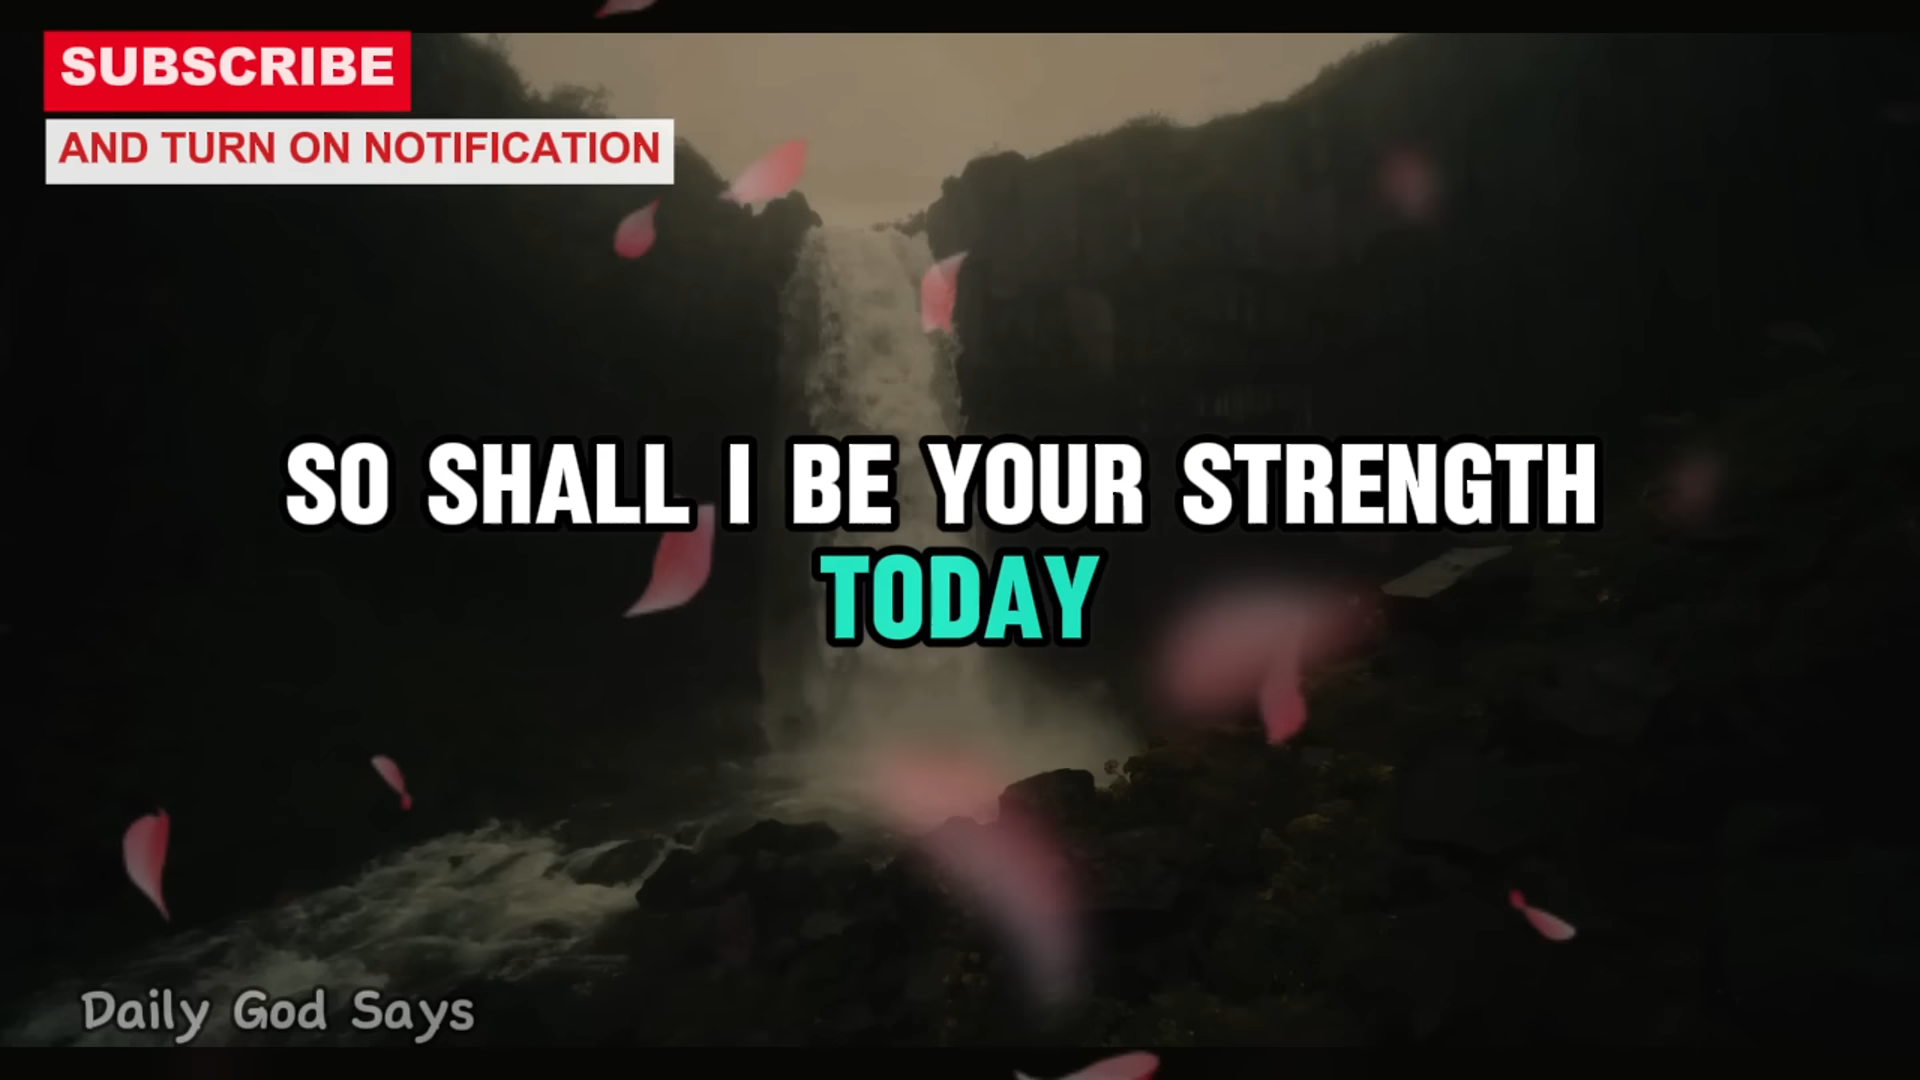 SUBSCRIBE
AND TURN ON NOTIFICATION
SO SHALL I BE YOUR STRENGTH
TODAY
Daily God Says